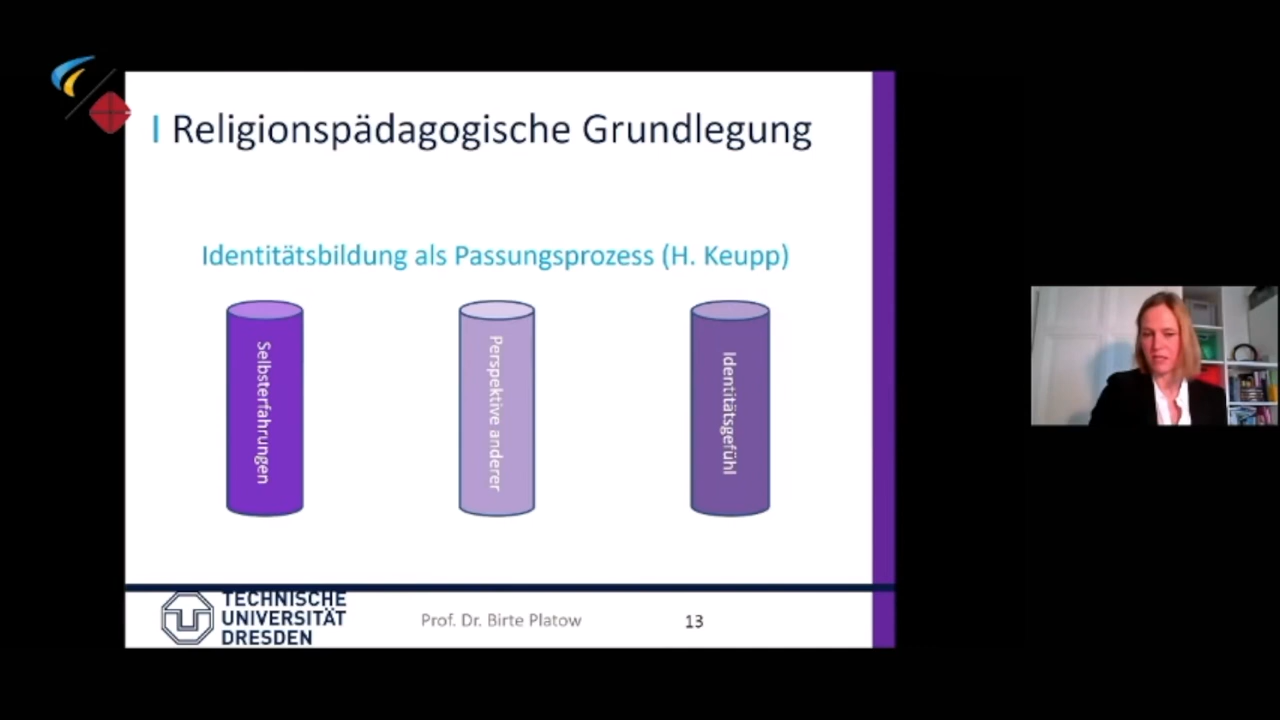 I Religionspädagogische Grundlegung
Identitätsbildung als Passungsprozess (H. Keupp)
Selbsterfahrungen
Perspektive anderer
Identitätsgefühl
TECHNISCHE
UNIVERSITÄT
DRESDEN
Prof. Dr. Birte Platow
13